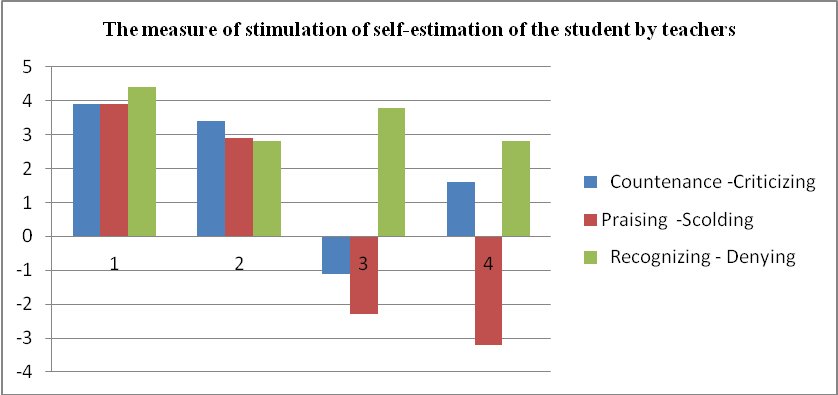 The measure of stimulation of self-estimation of the student by teachers
5
4
3
2
1
0
-1
-2
-3
-4
1 2 3 4
Countenance -Criticizing
Praising -Scolding
Recognizing - Denying